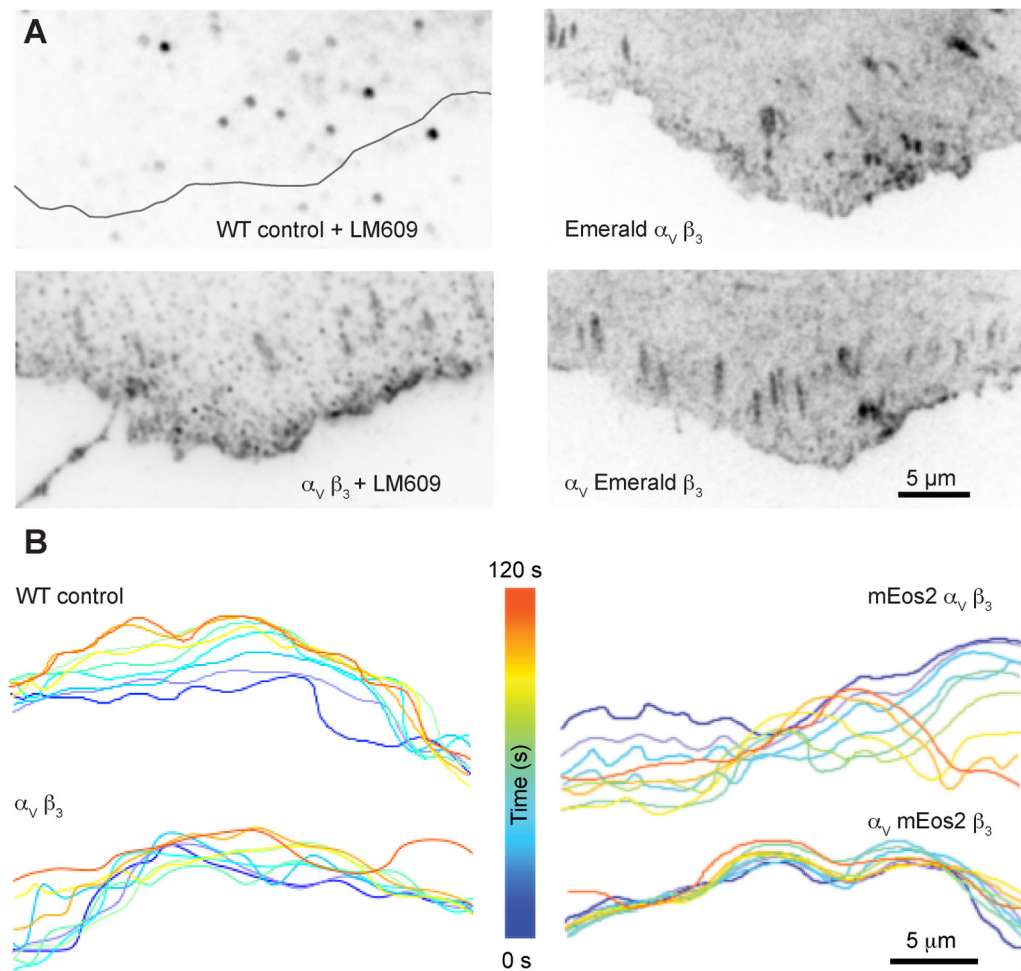 A
WT control + LM609
Emerald αV β3
αV β3 + LM609
αV Emerald β3
5 µm
B
WT control
120 s
mEos2 αV β3
Time (s)
αV β3
αV mEos2 β3
0 s
5 µm